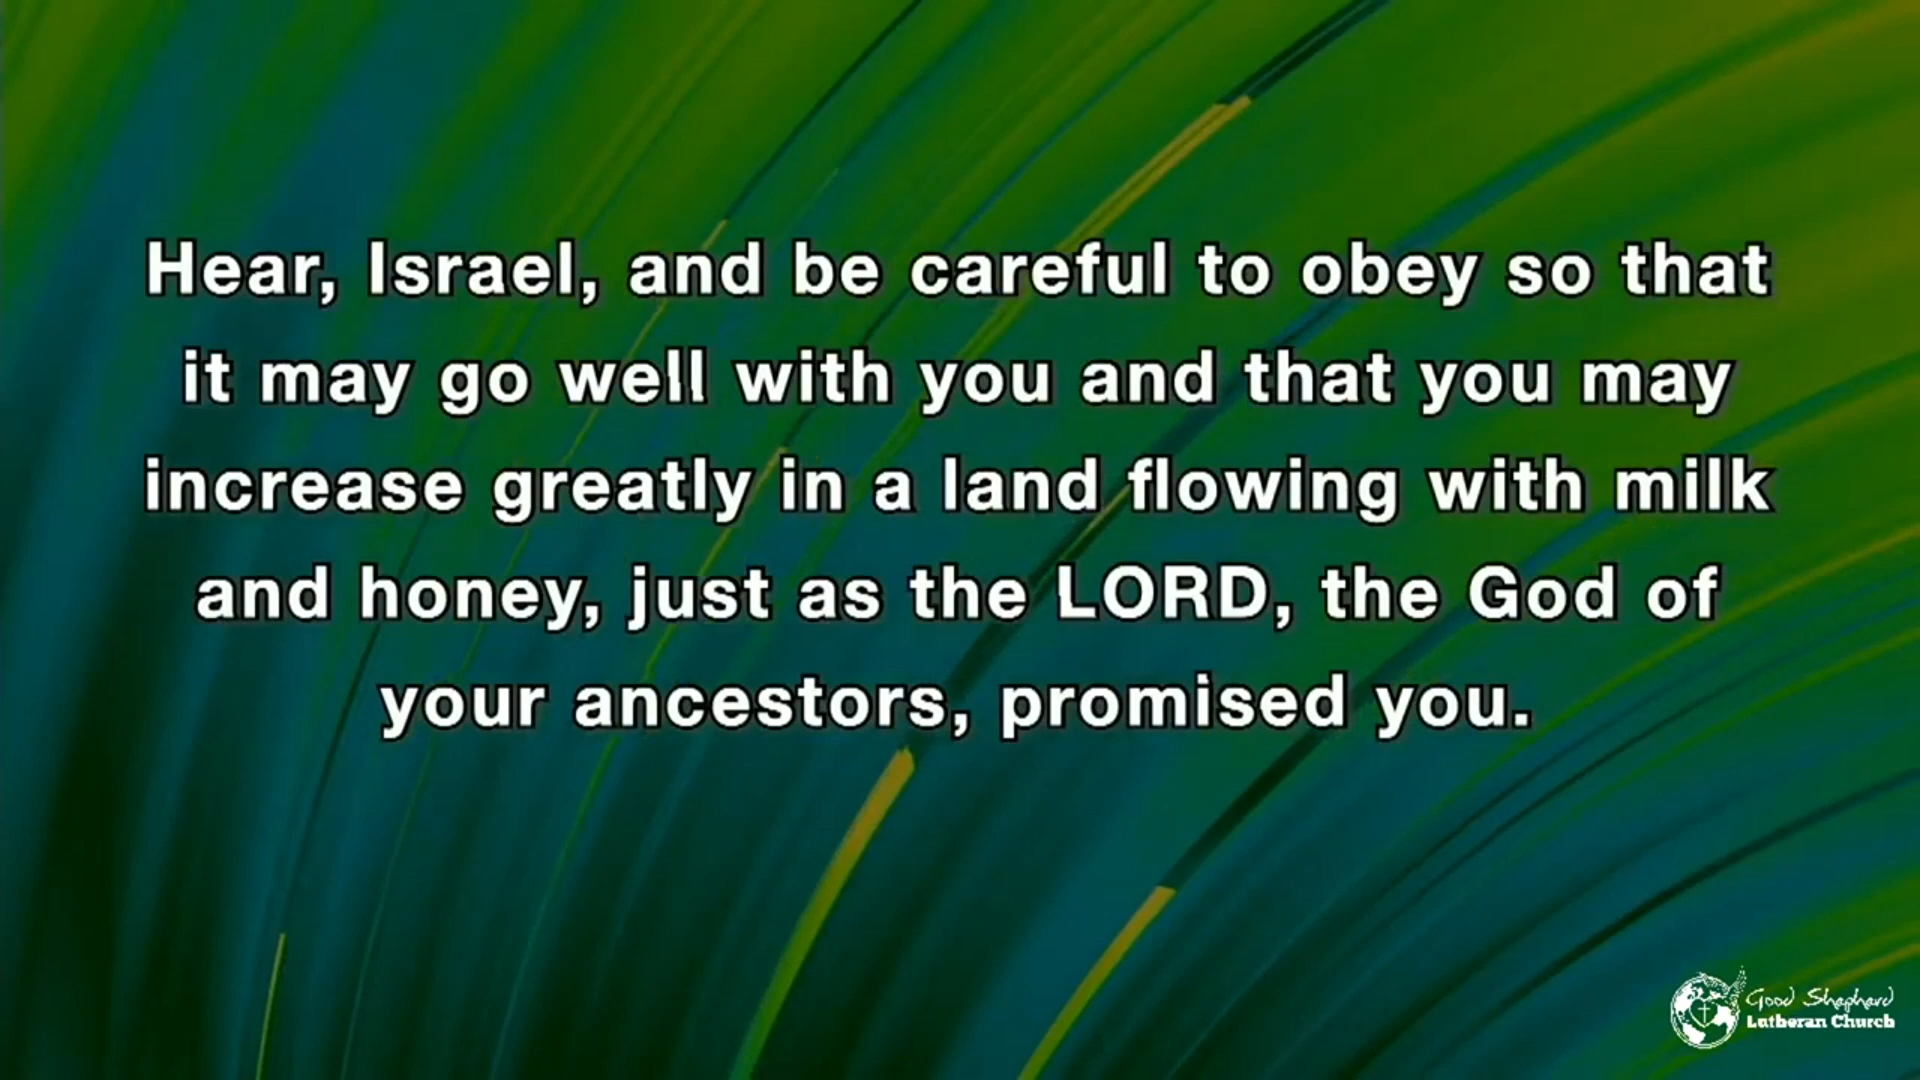 Hear, Israel, and be careful to obey so that
it may go well with you and that you may
increase greatly in a land flowing with milk
and honey, just as the LORD, the God of
your ancestors, promised you.
Good Shepherd
Lutheran Church